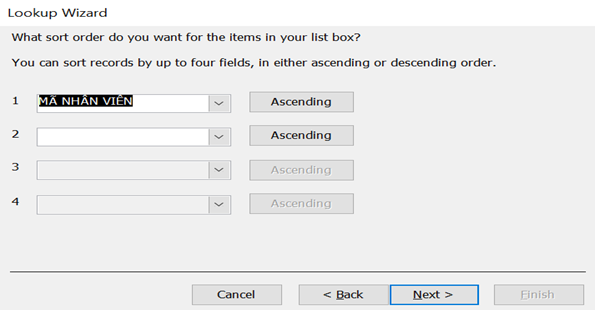 Lookup Wizard
What sort order do you want for the items in your list box?
You can sort records by up to four fields, in either ascending or descending order.
1 MÃ NHÂN VIÊN Ascending
2 Ascending
3 Ascending
4 Ascending
Cancel < Back Next > Finish